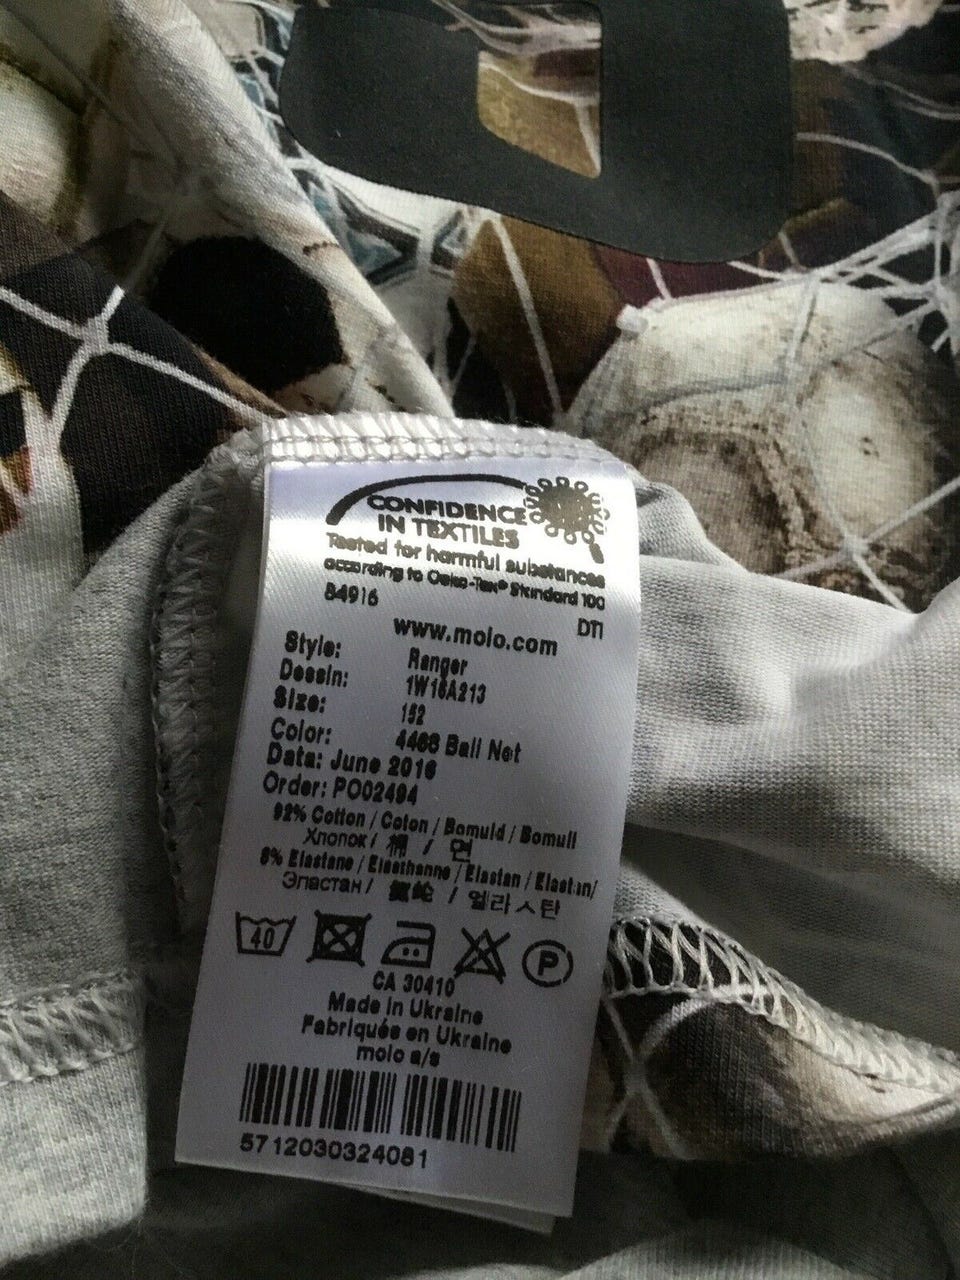 CONFIDENCE
IN TEXTILES
Tested for harmful substances
according to Oeko-Tex® Standard 100
84916
DTI
www.molo.com
Style: Ranger
Dessin: 1W16A213
Size: 152
Color: 4468 Ball Net
Data: June 2016
Order: PO02494
92% Cotton / Coton / Bomuld / Bomull
Хлопок / 棉 / 면
8% Elastane / Elasthanne / Elastan / Elastan/
Эластан / / 엘라스탄
40
P
CA 30410
Made in Ukraine
Fabriqués en Ukraine
molo a/s
5712030324081